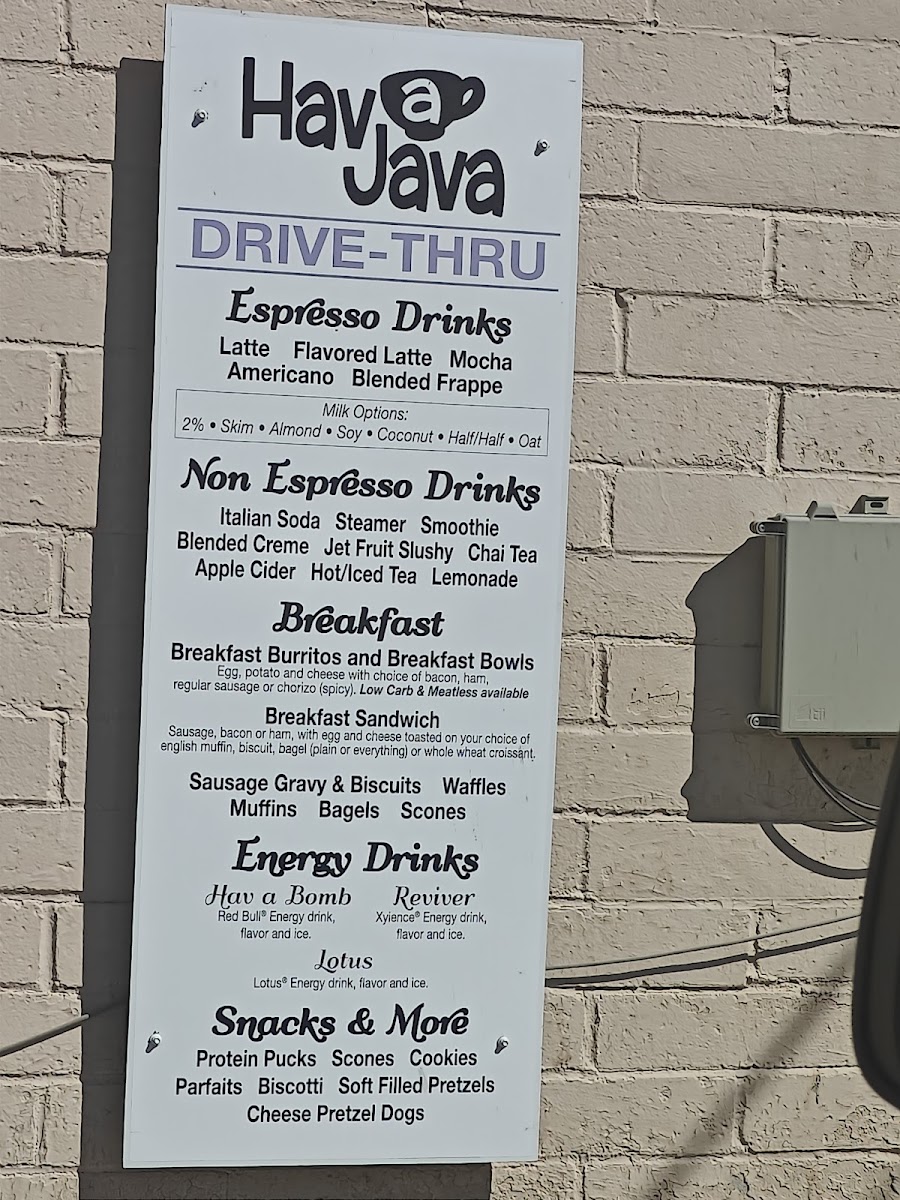 Hav a
Java
DRIVE-THRU
Espresso Drinks
Latte Flavored Latte Mocha
Americano Blended Frappe
Milk Options:
2% • Skim • Almond • Soy • Coconut • Half/Half • Oat
Non Espresso Drinks
Italian Soda Steamer Smoothie
Blended Creme Jet Fruit Slushy Chai Tea
Apple Cider Hot/Iced Tea Lemonade
Breakfast
Breakfast Burritos and Breakfast Bowls
Egg, potato and cheese with choice of bacon, ham,
regular sausage or chorizo (spicy). Low Carb & Meatless available
Breakfast Sandwich
Sausage, bacon or ham, with egg and cheese toasted on your choice of
english muffin, biscuit, bagel (plain or everything) or whole wheat croissant.
Sausage Gravy & Biscuits Waffles
Muffins Bagels Scones
Energy Drinks
Hav a Bomb Reviver
Red Bull® Energy drink, Xyience® Energy drink,
flavor and ice. flavor and ice.
Lotus
Lotus® Energy drink, flavor and ice.
Snacks & More
Protein Pucks Scones Cookies
Parfaits Biscotti Soft Filled Pretzels
Cheese Pretzel Dogs